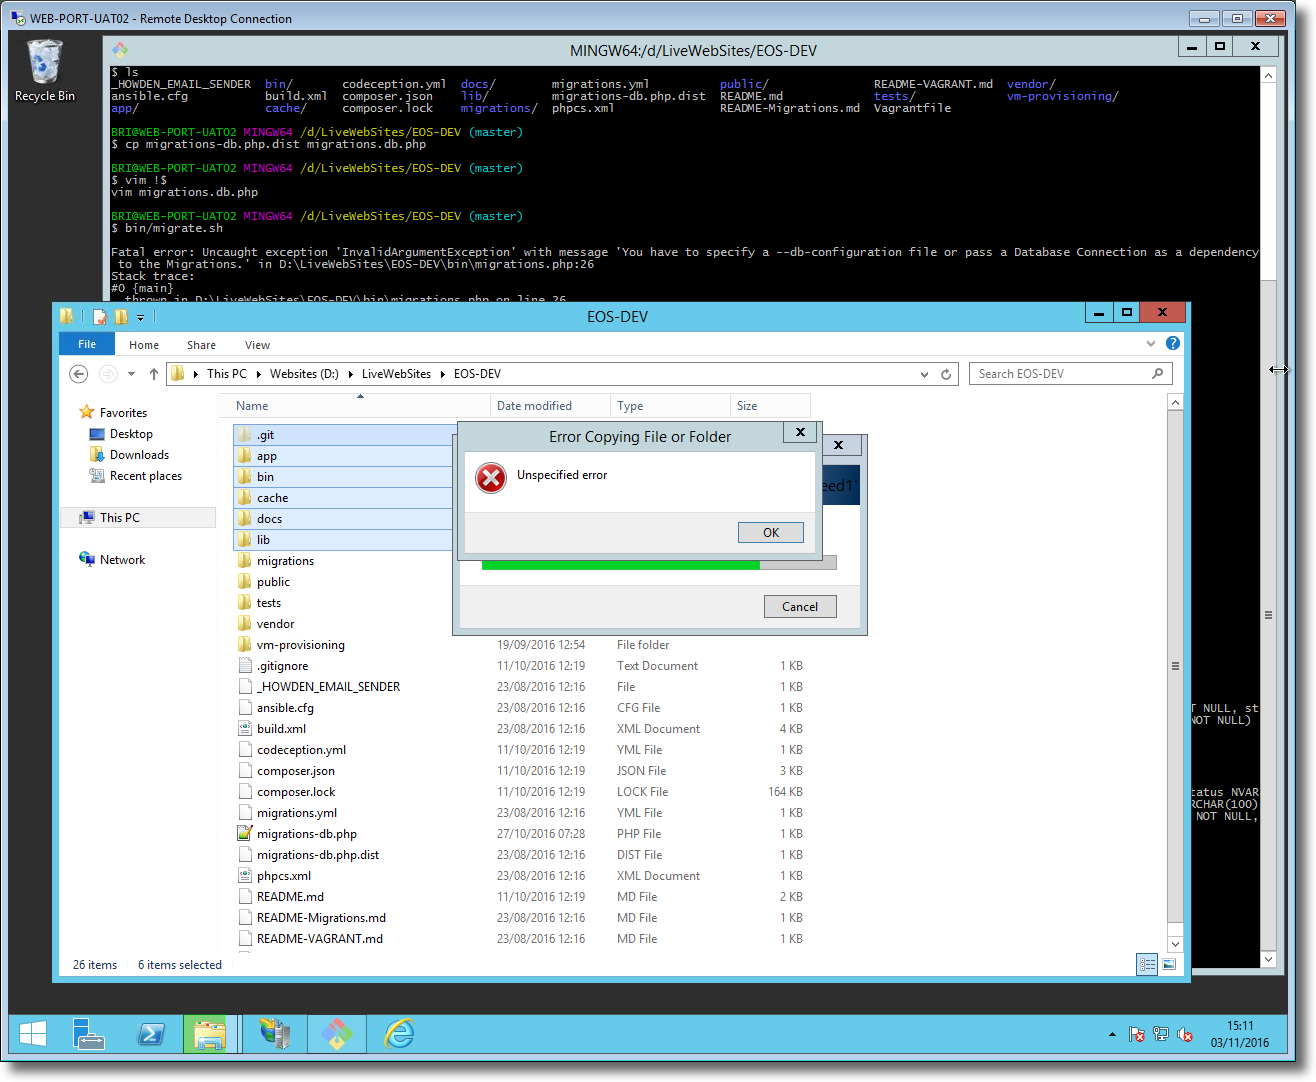 WEB-PORT-UAT02 - Remote Desktop Connection
Recycle Bin
MINGW64:/d/LiveWebSites/EOS-DEV
$ ls
_HOWDEN_EMAIL_SENDER bin/ codeception.yml docs/ migrations.yml public/ README-VAGRANT.md vendor/
ansible.cfg build.xml composer.json lib/ migrations-db.php.dist README.md tests/ vm-provisioning/
app/ cache/ composer.lock migrations/ phpcs.xml README-Migrations.md Vagrantfile
BRI@WEB-PORT-UAT02 MINGW64 /d/LiveWebSites/EOS-DEV (master)
$ cp migrations-db.php.dist migrations.db.php
BRI@WEB-PORT-UAT02 MINGW64 /d/LiveWebSites/EOS-DEV (master)
$ vim !$
vim migrations.db.php
BRI@WEB-PORT-UAT02 MINGW64 /d/LiveWebSites/EOS-DEV (master)
$ bin/migrate.sh
Fatal error: Uncaught exception 'InvalidArgumentException' with message 'You have to specify a --db-configuration file or pass a Database Connection as a dependency
to the Migrations.' in D:\LiveWebSites\EOS-DEV\bin\migrations.php:26
Stack trace:
#0 {main}
thrown in D:\LiveWebSites\EOS-DEV\bin\migrations.php on line 26
EOS-DEV
File Home Share View
This PC Websites (D:) LiveWebSites EOS-DEV
Search EOS-DEV
Favorites
Desktop
Downloads
Recent places
This PC
Network
Name Date modified Type Size
.git
app
bin
cache
docs
lib
migrations
public
tests
vendor
vm-provisioning 19/09/2016 12:54 File folder
.gitignore 11/10/2016 12:19 Text Document 1 KB
_HOWDEN_EMAIL_SENDER 23/08/2016 12:16 File 1 KB
ansible.cfg 23/08/2016 12:16 CFG File 1 KB
build.xml 23/08/2016 12:16 XML Document 4 KB
codeception.yml 11/10/2016 12:19 YML File 1 KB
composer.json 11/10/2016 12:19 JSON File 3 KB
composer.lock 11/10/2016 12:19 LOCK File 164 KB
migrations.yml 23/08/2016 12:16 YML File 1 KB
migrations-db.php 27/10/2016 07:28 PHP File 1 KB
migrations-db.php.dist 23/08/2016 12:16 DIST File 1 KB
phpcs.xml 23/08/2016 12:16 XML Document 1 KB
README.md 11/10/2016 12:19 MD File 2 KB
README-Migrations.md 23/08/2016 12:16 MD File 1 KB
README-VAGRANT.md 23/08/2016 12:16 MD File 1 KB
26 items 6 items selected
Error Copying File or Folder
Unspecified error
OK
eed1'
Cancel
T NULL, st
NOT NULL)
tatus NVAR
RCHAR(100)
NOT NULL,
15:11
03/11/2016